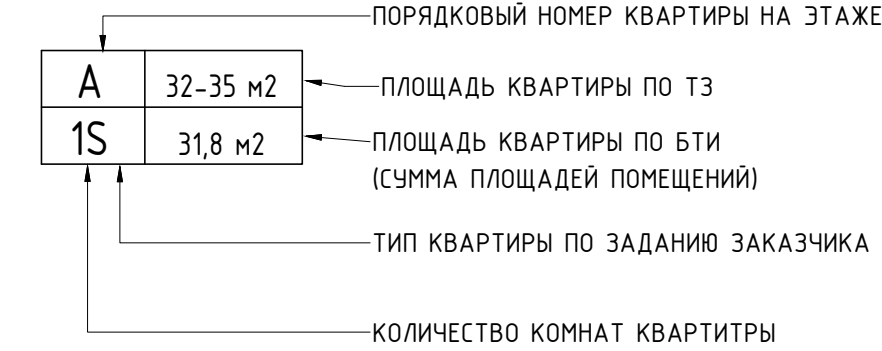 ПОРЯДКОВЫЙ НОМЕР КВАРТИРЫ НА ЭТАЖЕ
А 32-35 м2 ПЛОЩАДЬ КВАРТИРЫ ПО ТЗ
1S 31,8 м2 ПЛОЩАДЬ КВАРТИРЫ ПО БТИ
(СУММА ПЛОЩАДЕЙ ПОМЕЩЕНИЙ)
ТИП КВАРТИРЫ ПО ЗАДАНИЮ ЗАКАЗЧИКА
КОЛИЧЕСТВО КОМНАТ КВАРТИТРЫ